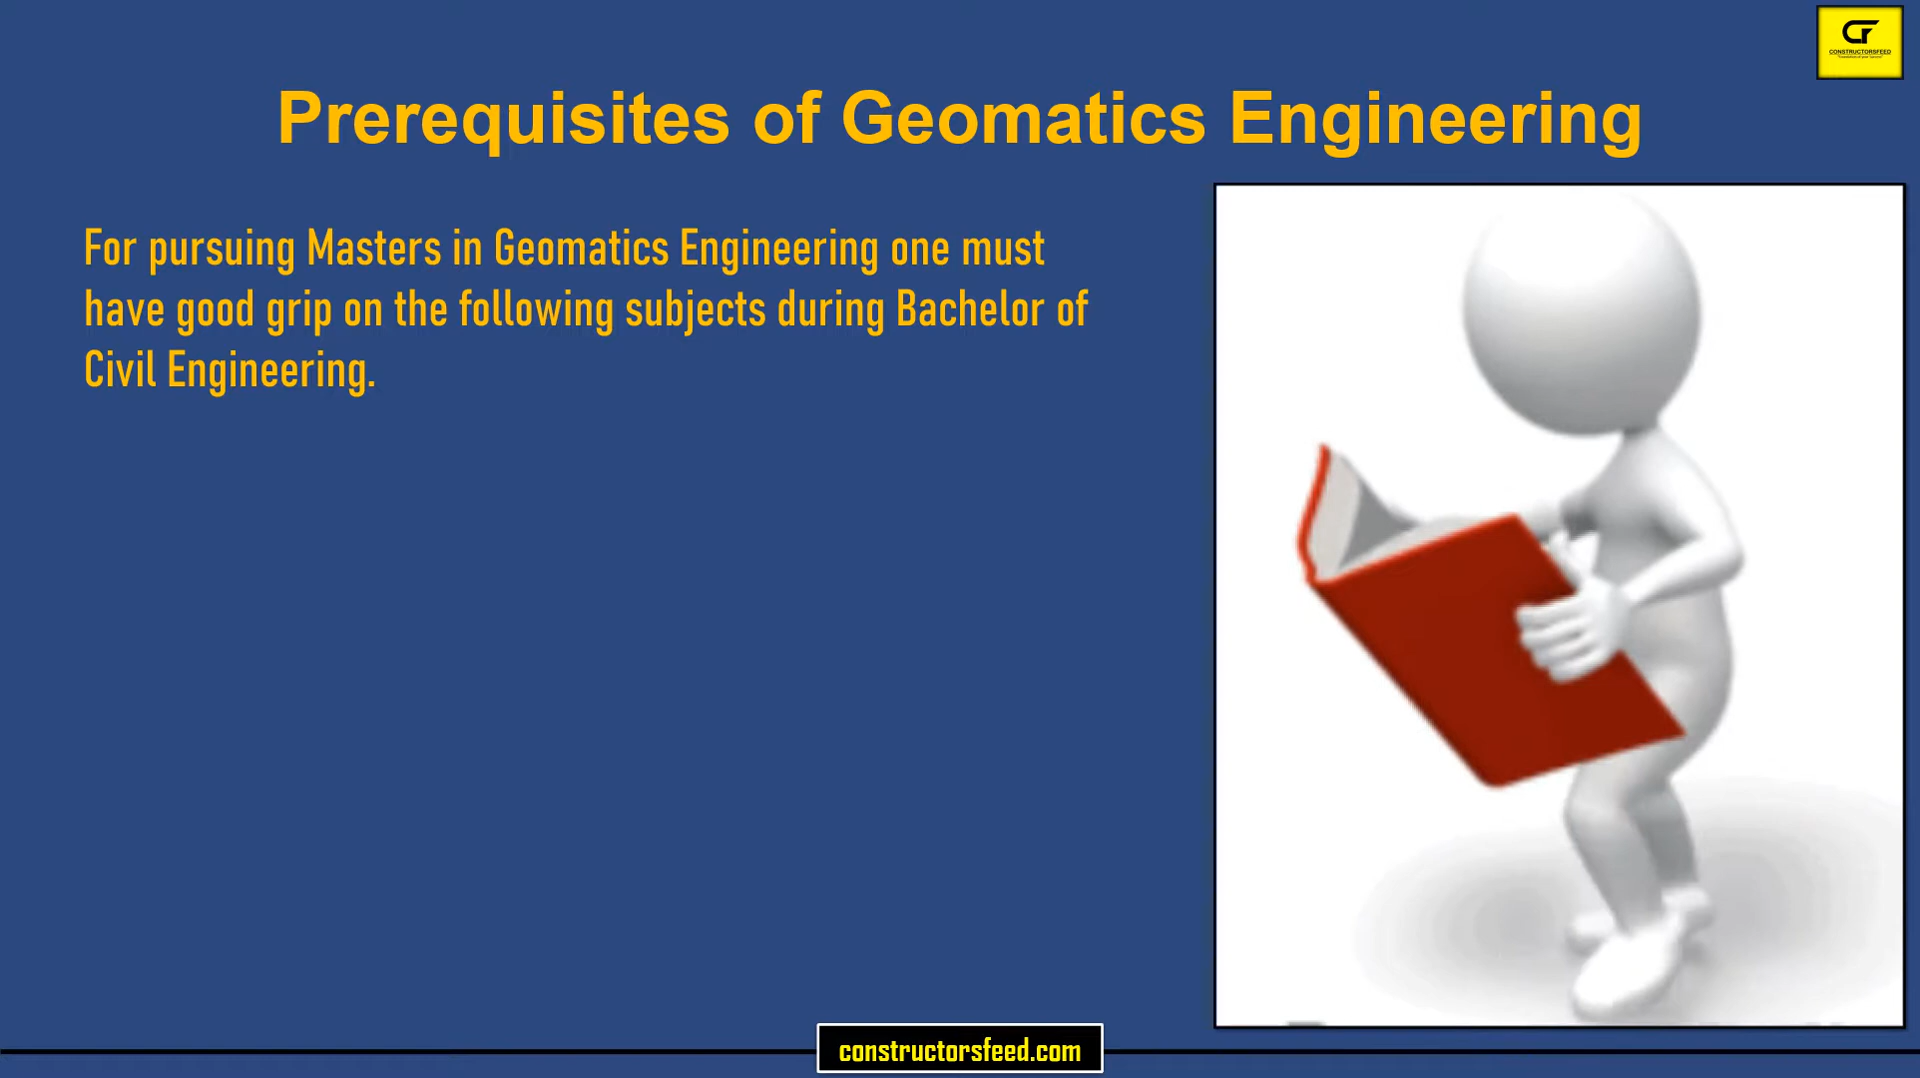 CF
CONSTRUCTORSFEED
Prerequisites of Geomatics Engineering
For pursuing Masters in Geomatics Engineering one must
have good grip on the following subjects during Bachelor of
Civil Engineering.
constructorsfeed.com